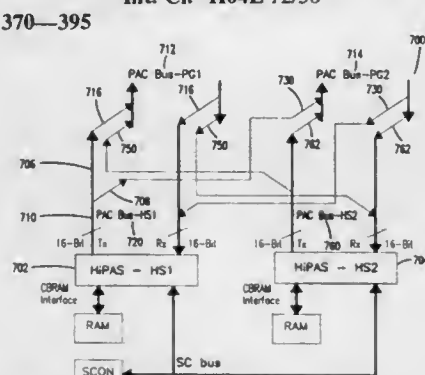 370—395
712
714
700
PAC Bus-PG1
PAC Bus-PG2
716
716
730
730
750
750
762
762
706
708
710
PAC Bus-HS1
PAC Bus-HS2
16-Bit Tx
720
Rx 16-Bit
16-Bit Tx
760
Rx 16-Bit
702
HiPAS - HS1
HiPAS - HS2
CBRAM Interface
CBRAM Interface
RAM
RAM
SC bus
SCON